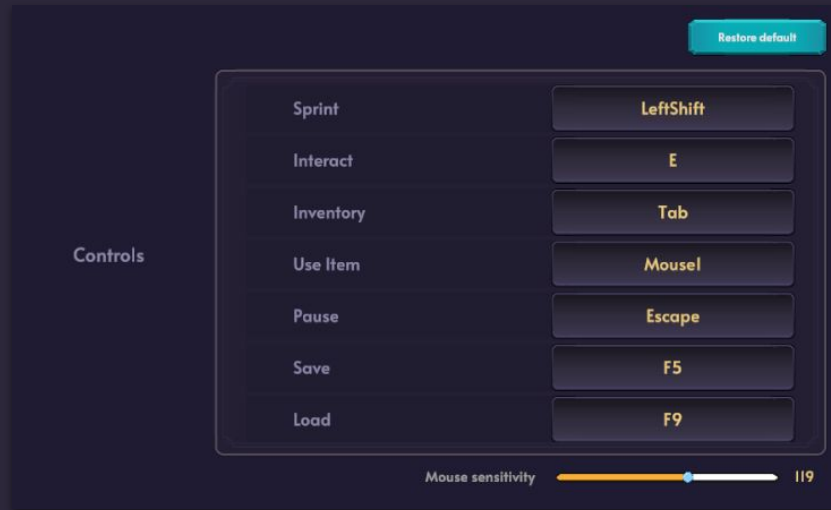 Restore default
Sprint LeftShift
Interact E
Inventory Tab
Controls
Use Item Mouse1
Pause Escape
Save F5
Load F9
Mouse sensitivity 119